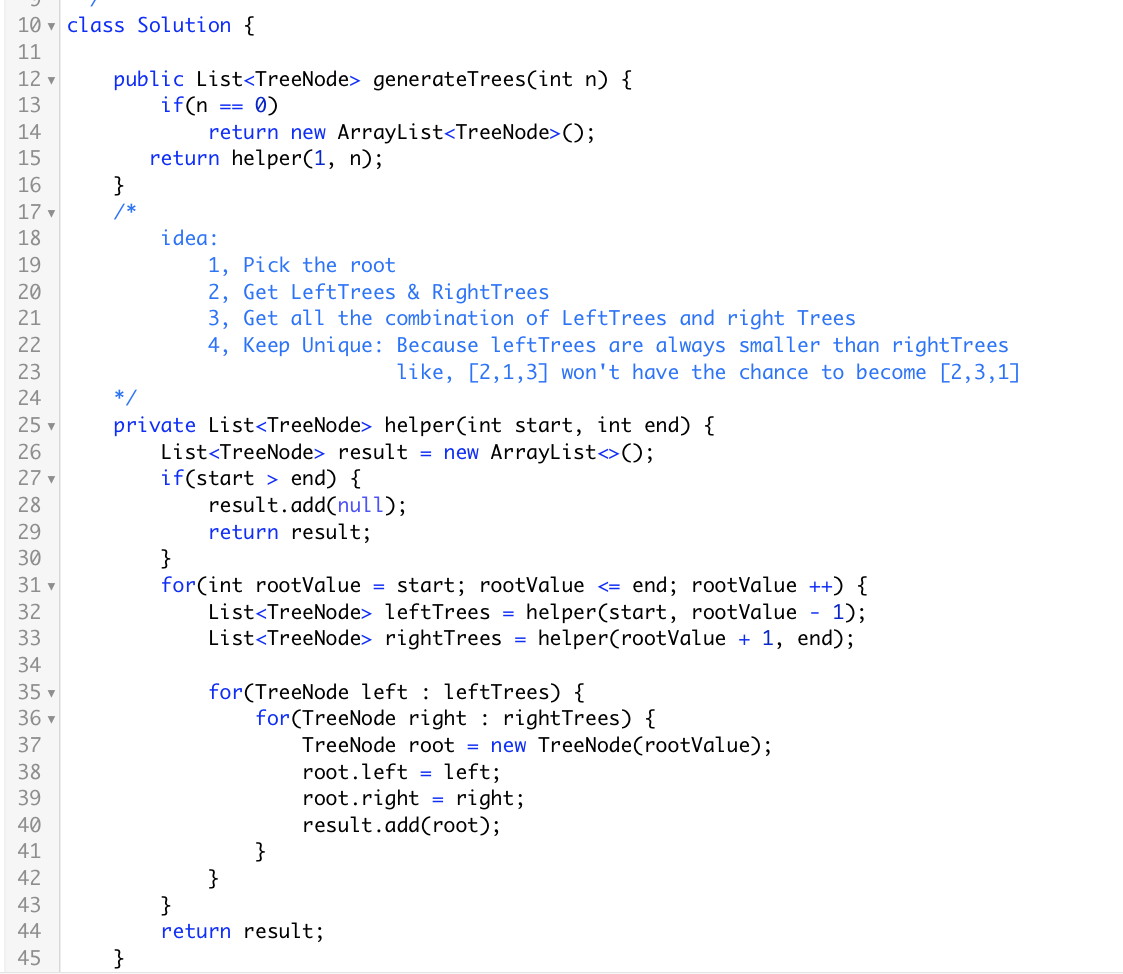 9 */
10 class Solution {
11
12 public List<TreeNode> generateTrees(int n) {
13 if(n == 0)
14 return new ArrayList<TreeNode>();
15 return helper(1, n);
16 }
17 /*
18 idea:
19 1, Pick the root
20 2, Get LeftTrees & RightTrees
21 3, Get all the combination of LeftTrees and right Trees
22 4, Keep Unique: Because leftTrees are always smaller than rightTrees
23 like, [2,1,3] won't have the chance to become [2,3,1]
24 */
25 private List<TreeNode> helper(int start, int end) {
26 List<TreeNode> result = new ArrayList<>();
27 if(start > end) {
28 result.add(null);
29 return result;
30 }
31 for(int rootValue = start; rootValue <= end; rootValue ++) {
32 List<TreeNode> leftTrees = helper(start, rootValue - 1);
33 List<TreeNode> rightTrees = helper(rootValue + 1, end);
34
35 for(TreeNode left : leftTrees) {
36 for(TreeNode right : rightTrees) {
37 TreeNode root = new TreeNode(rootValue);
38 root.left = left;
39 root.right = right;
40 result.add(root);
41 }
42 }
43 }
44 return result;
45 }